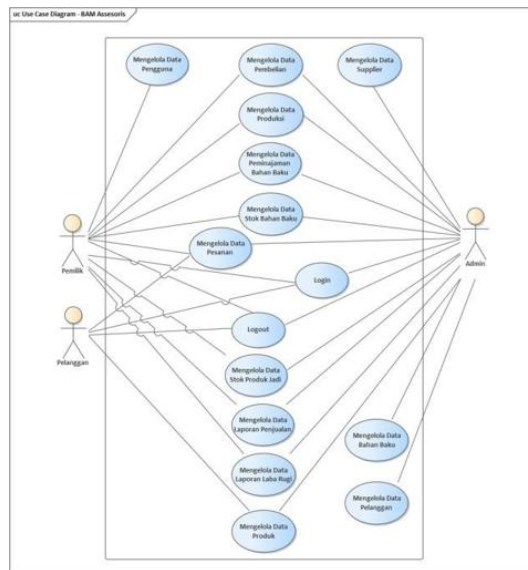 uc Use Case Diagram - BAM Assesoris
Mengelola Data
Pengguna
Mengelola Data
Pembelian
Mengelola Data
Supplier
Mengelola Data
Produksi
Mengelola Data
Peminajaman
Bahan Baku
Mengelola Data
Stok Bahan Baku
Mengelola Data
Pesanan
Pemilik
Admin
Login
Logout
Pelanggan
Mengelola Data
Stok Produk Jadi
Mengelola Data
Laporan Penjualan
Mengelola Data
Bahan Baku
Mengelola Data
Laporan Laba Rugi
Mengelola Data
Pelanggan
Mengelola Data
Produk